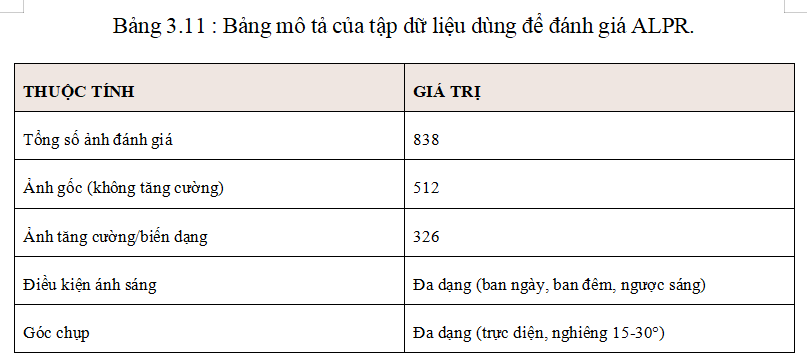 Bảng 3.11 : Bảng mô tả của tập dữ liệu dùng để đánh giá ALPR.
THUỘC TÍNH GIÁ TRỊ
Tổng số ảnh đánh giá 838
Ảnh gốc (không tăng cường) 512
Ảnh tăng cường/biến dạng 326
Điều kiện ánh sáng Đa dạng (ban ngày, ban đêm, ngược sáng)
Góc chụp Đa dạng (trực diện, nghiêng 15-30°)